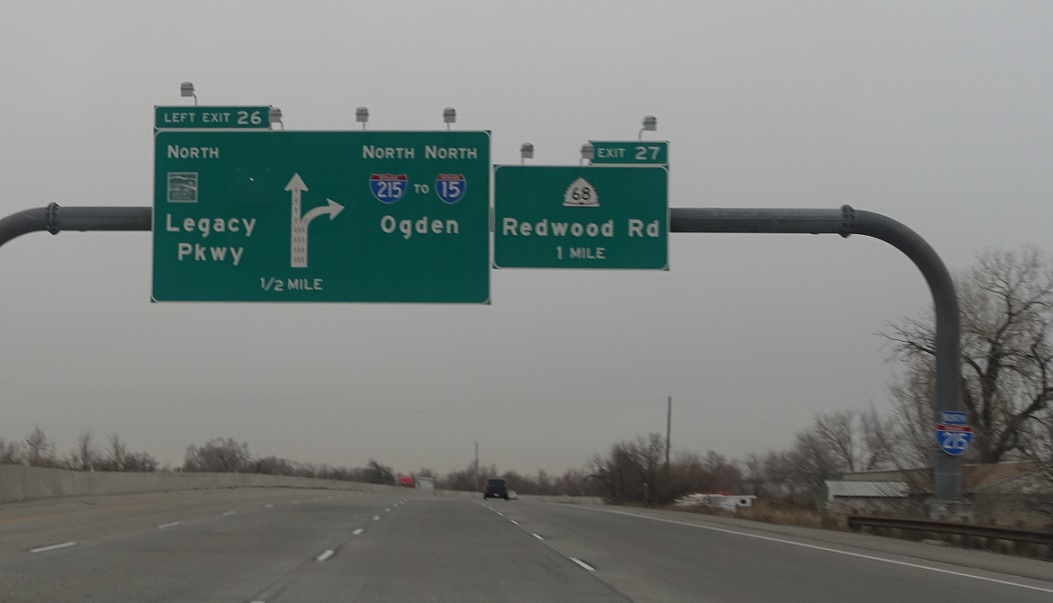 LEFT EXIT 26
NORTH
Legacy
Pkwy
1/2 MILE
NORTH NORTH
215 TO 15
Ogden
EXIT 27
68
Redwood Rd
1 MILE
NORTH
215